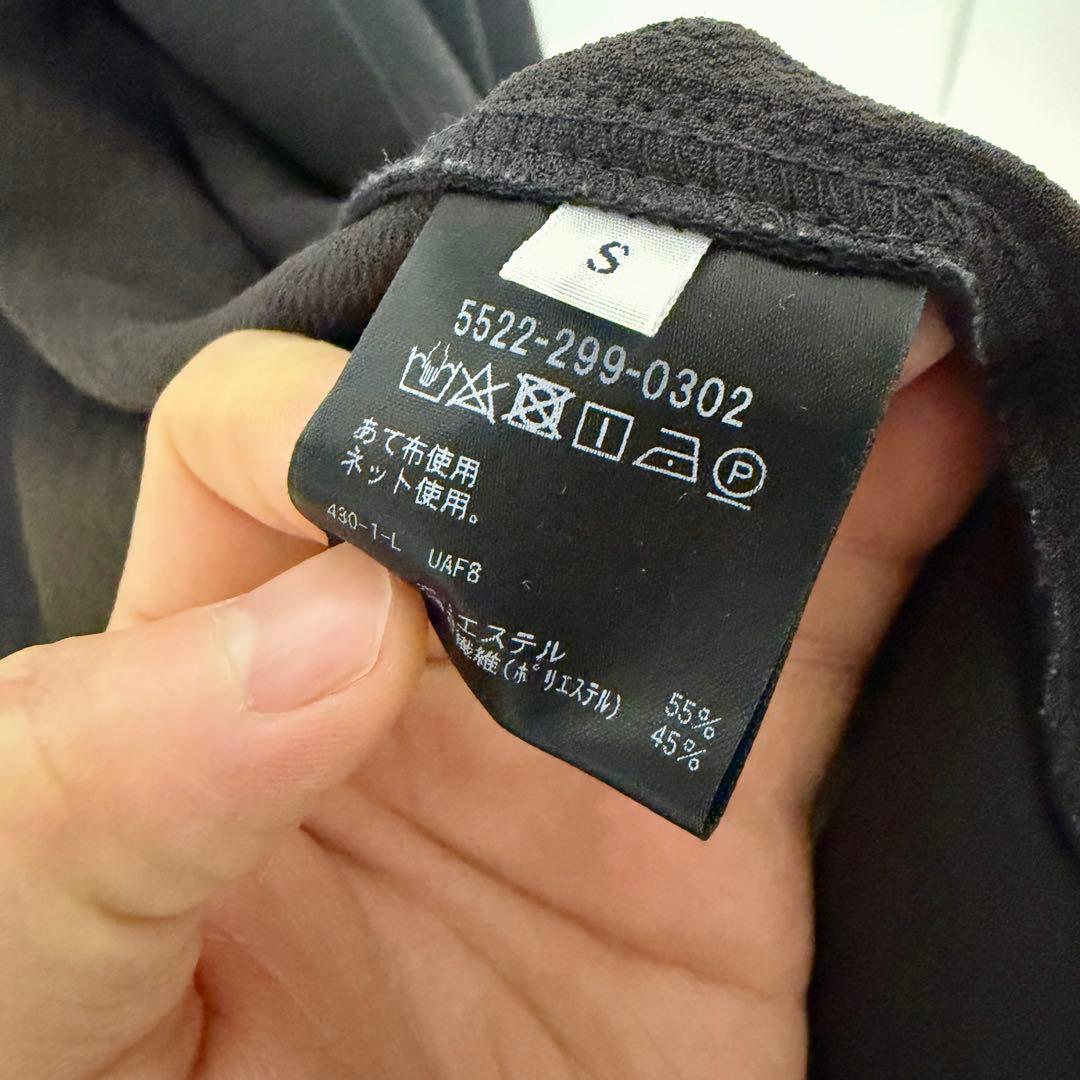 S
5522-299-0302
P
あて布使用
ネット使用。
430-1-L UAF8
エステル 55%
繊維(ポリエステル) 45%